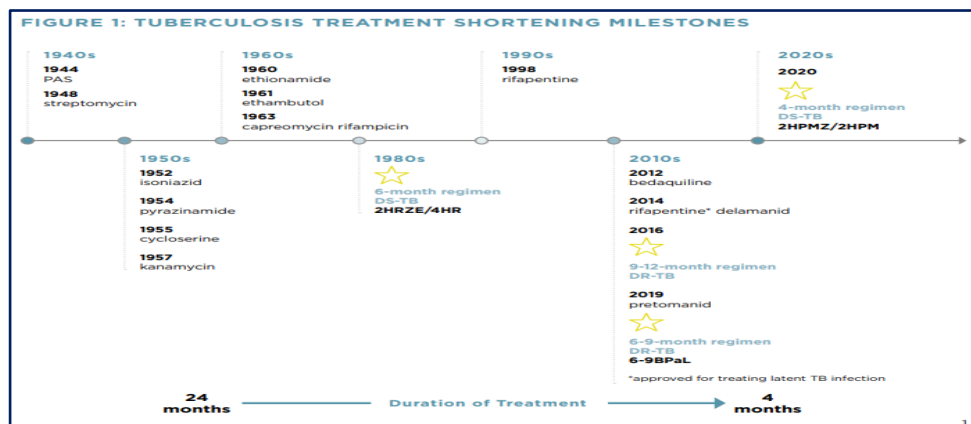 FIGURE 1: TUBERCULOSIS TREATMENT SHORTENING MILESTONES
1940s
1944
PAS
1948
streptomycin
1960s
1960
ethionamide
1961
ethambutol
1963
capreomycin rifampicin
1990s
1998
rifapentine
2020s
2020
4-month regimen
DS-TB
2HPMZ/2HPM
1950s
1952
isoniazid
1954
pyrazinamide
1955
cycloserine
1957
kanamycin
1980s
6-month regimen
DS-TB
2HRZE/4HR
2010s
2012
bedaquiline
2014
rifapentine* delamanid
2016
9-12-month regimen
DR-TB
2019
pretomanid
6-9-month regimen
DR-TB
6-9BPaL
*approved for treating latent TB infection
24 months
Duration of Treatment
4 months
1